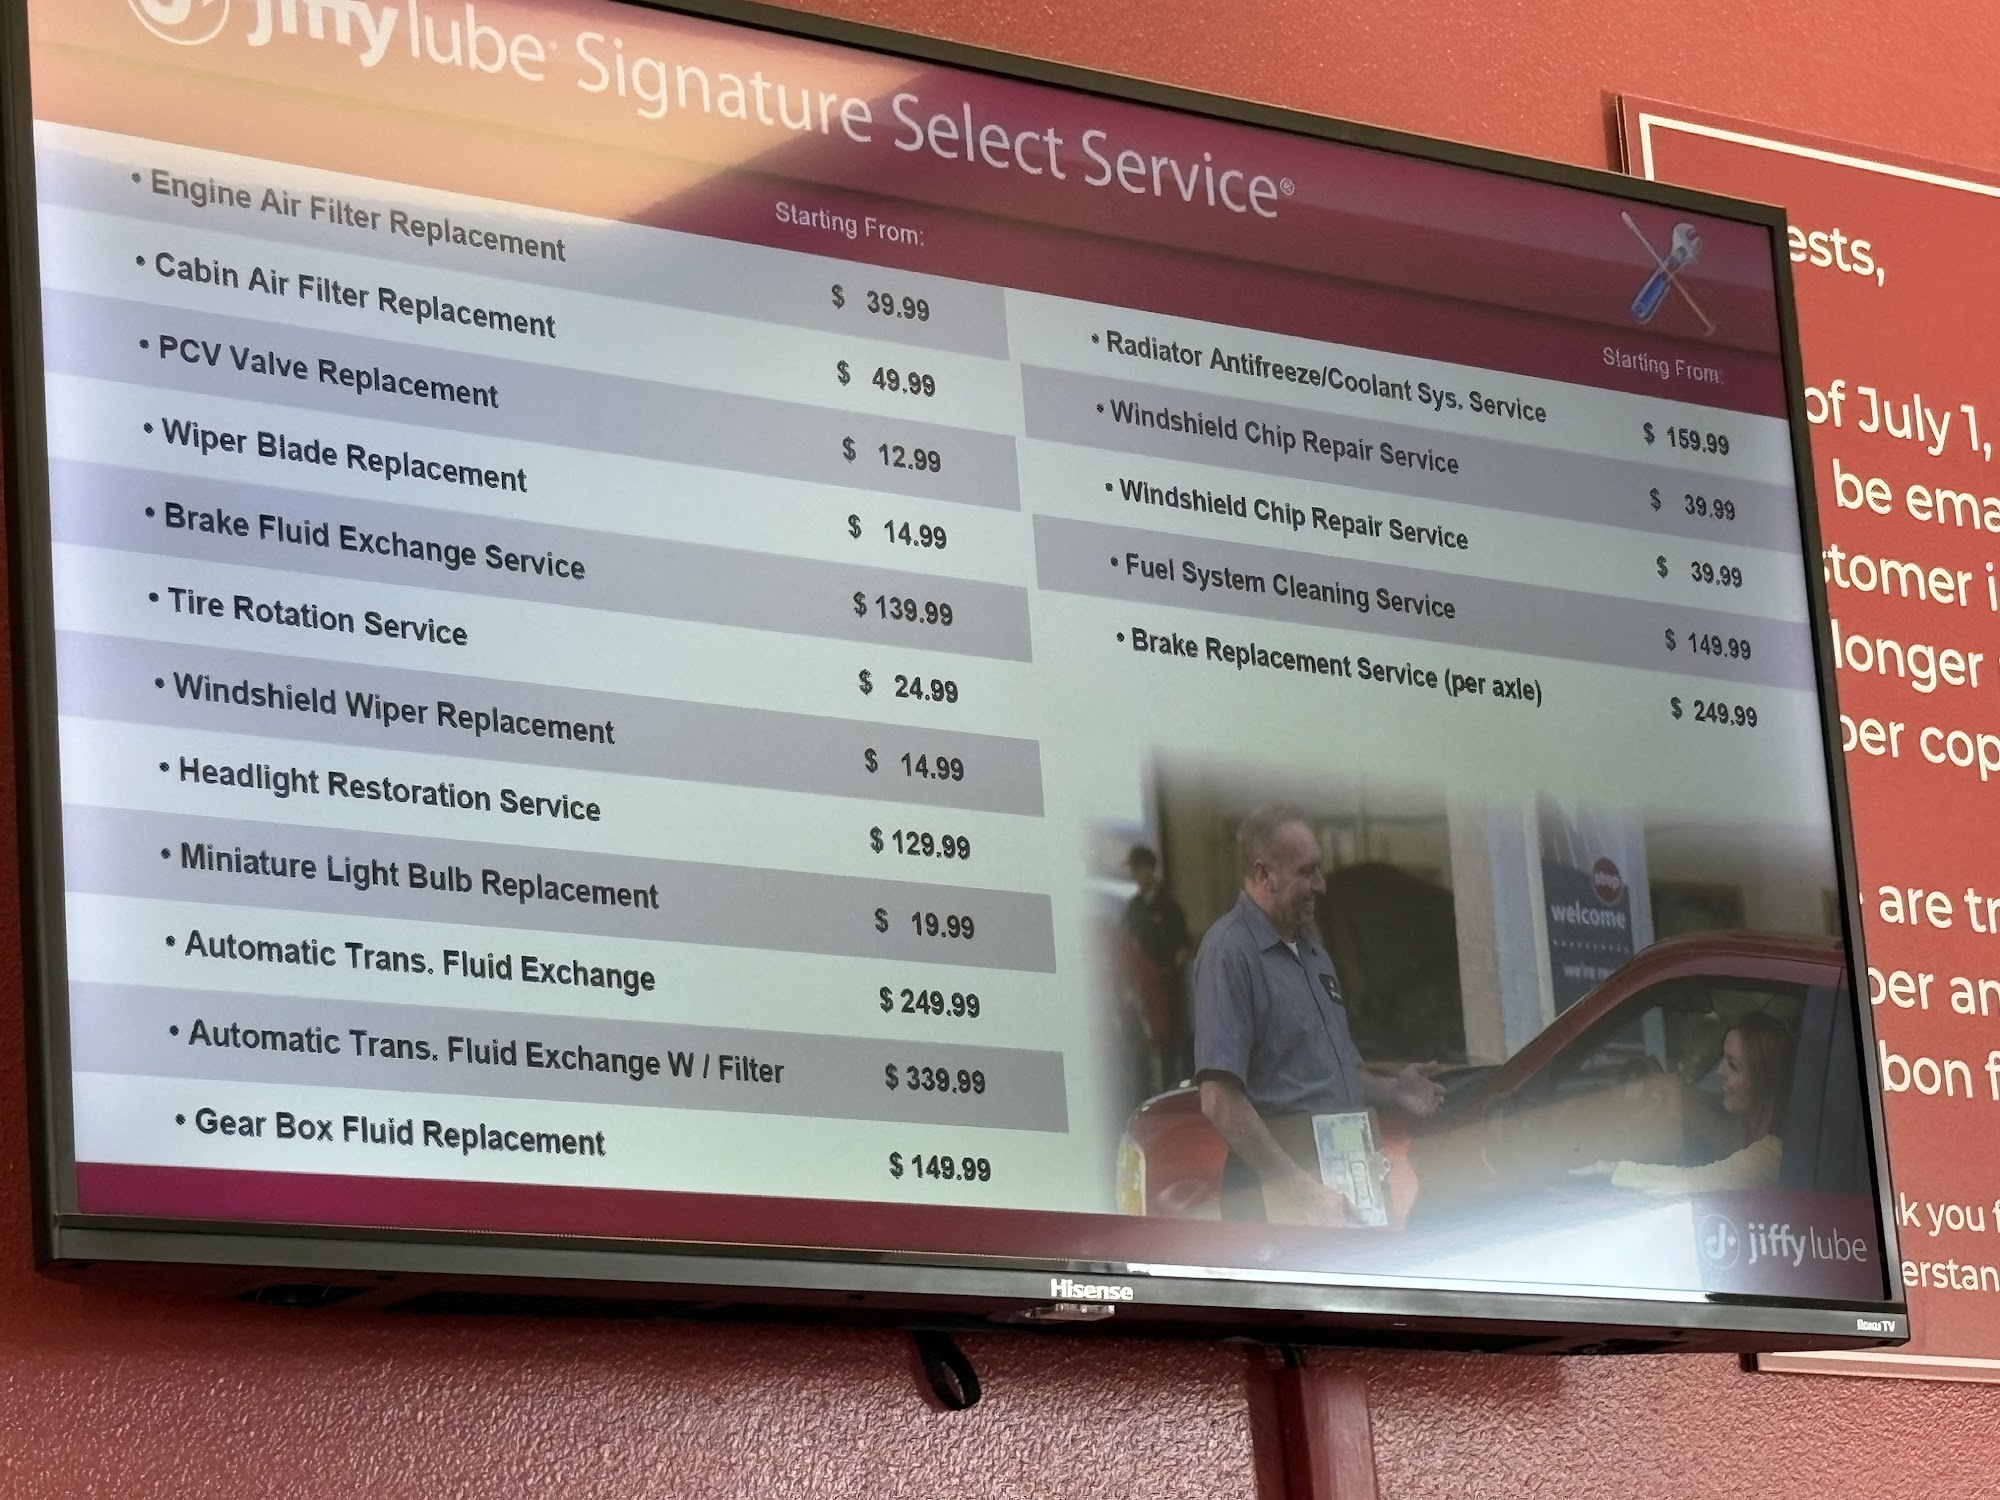 jiffy lube® Signature Select Service®
Starting From:
• Engine Air Filter Replacement $ 39.99
• Cabin Air Filter Replacement $ 49.99
• PCV Valve Replacement $ 12.99
• Wiper Blade Replacement $ 14.99
• Brake Fluid Exchange Service $ 139.99
• Tire Rotation Service $ 24.99
• Windshield Wiper Replacement $ 14.99
• Headlight Restoration Service $ 129.99
• Miniature Light Bulb Replacement $ 19.99
• Automatic Trans. Fluid Exchange $ 249.99
• Automatic Trans. Fluid Exchange W / Filter $ 339.99
• Gear Box Fluid Replacement $ 149.99
Starting From:
• Radiator Antifreeze/Coolant Sys. Service $ 159.99
• Windshield Chip Repair Service $ 39.99
• Windshield Chip Repair Service $ 39.99
• Fuel System Cleaning Service $ 149.99
• Brake Replacement Service (per axle) $ 249.99
stop
welcome
we're
jiffy lube
Hisense
Roku TV
ests,
of July 1,
be ema
stomer i
longer
per cop
are tr
per an
bon f
k you f
erstan